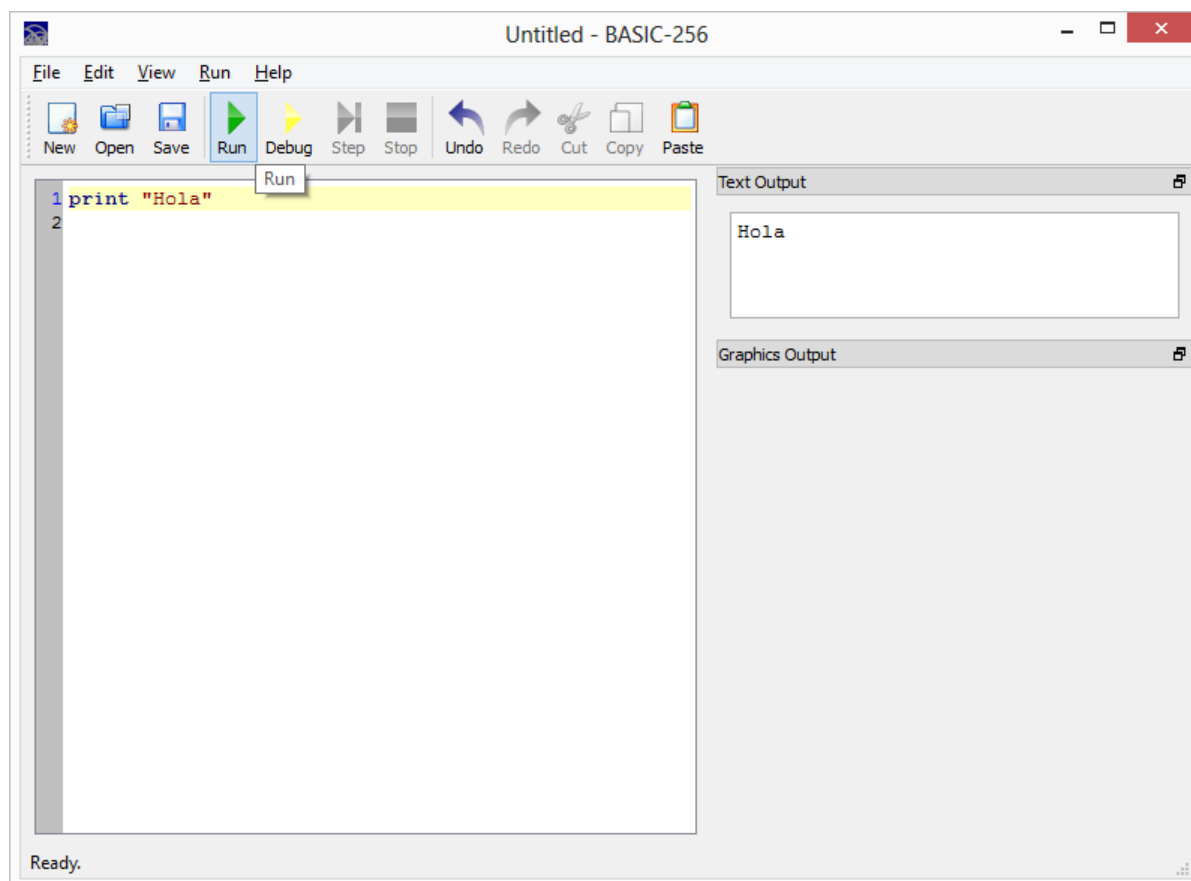 Untitled - BASIC-256
File Edit View Run Help
New Open Save Run Debug Step Stop Undo Redo Cut Copy Paste
Run
1 print "Hola"
2
Text Output
Hola
Graphics Output
Ready.